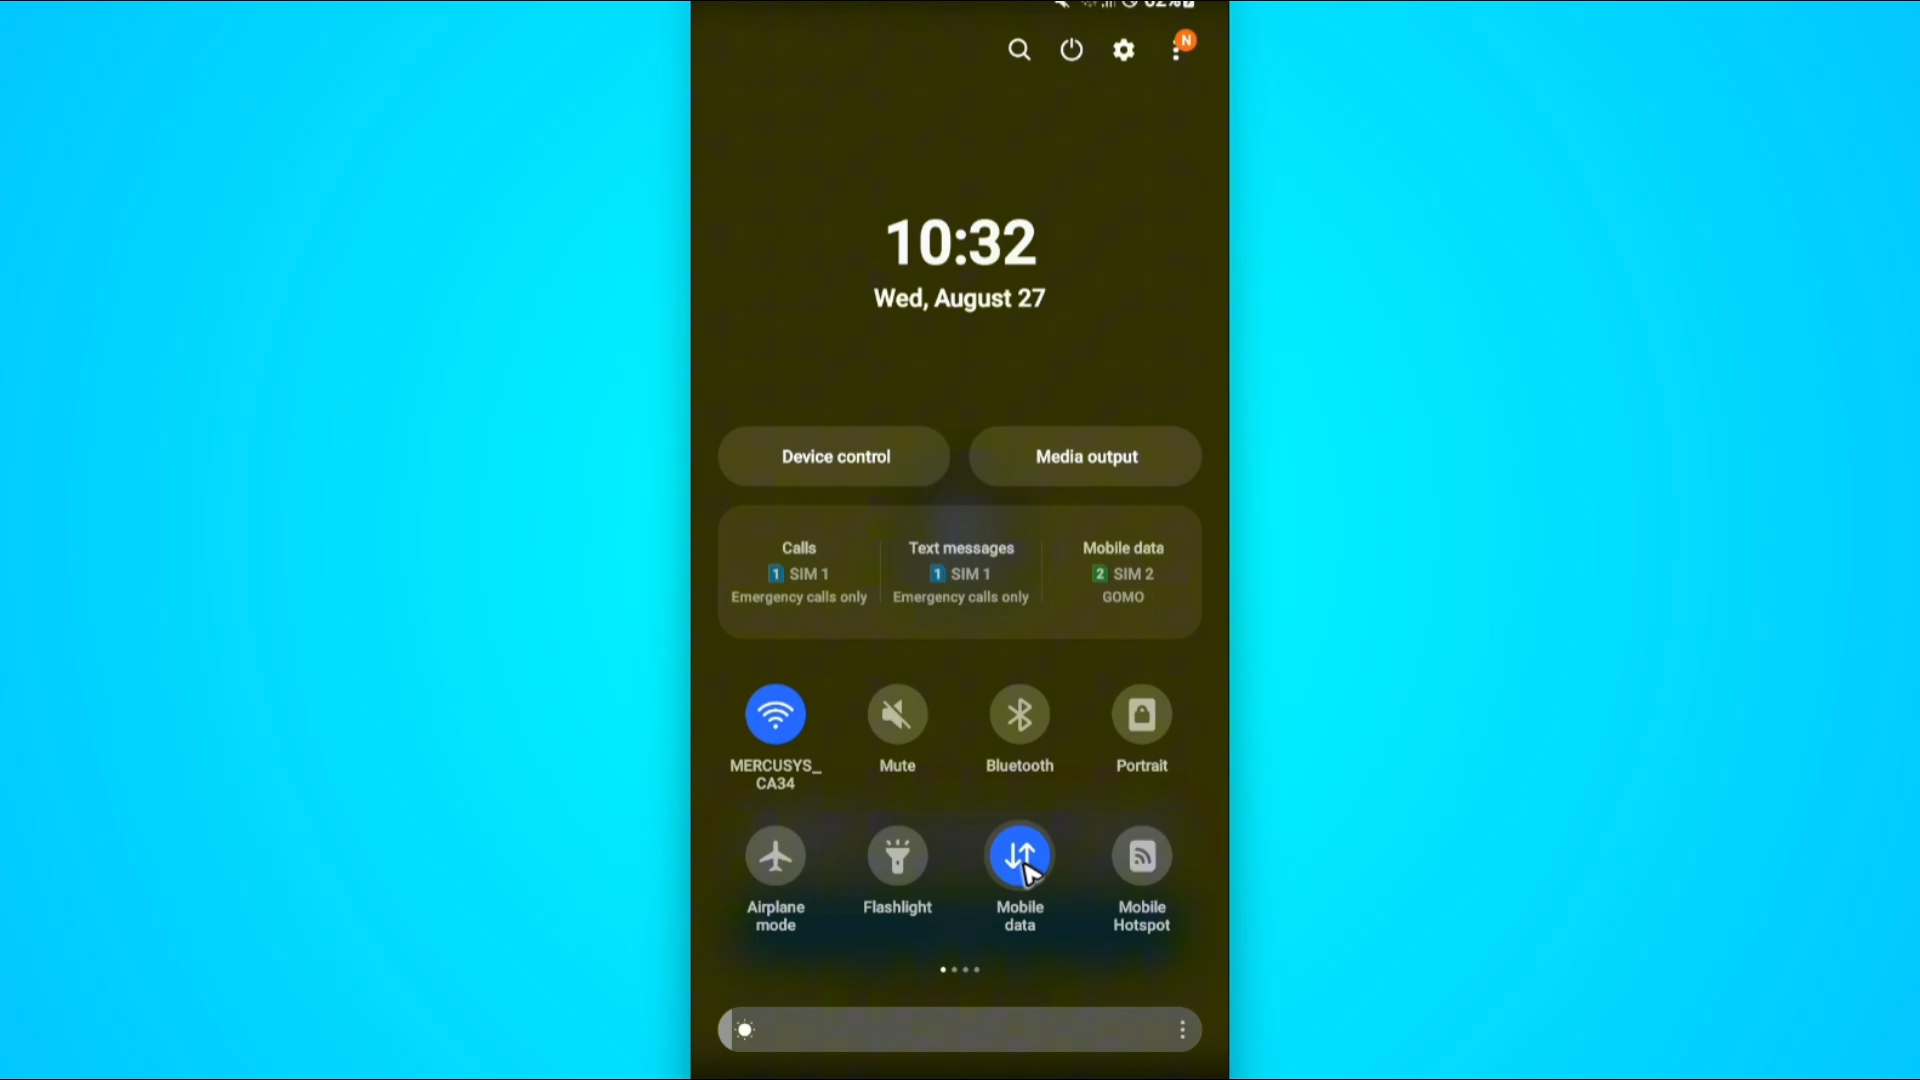 N
10:32
Wed, August 27
Device control
Media output
Calls
1 SIM 1
Emergency calls only
Text messages
1 SIM 1
Emergency calls only
Mobile data
2 SIM 2
GOMO
MERCUSYS_
CA34
Mute
Bluetooth
Portrait
Airplane
mode
Flashlight
Mobile
data
Mobile
Hotspot